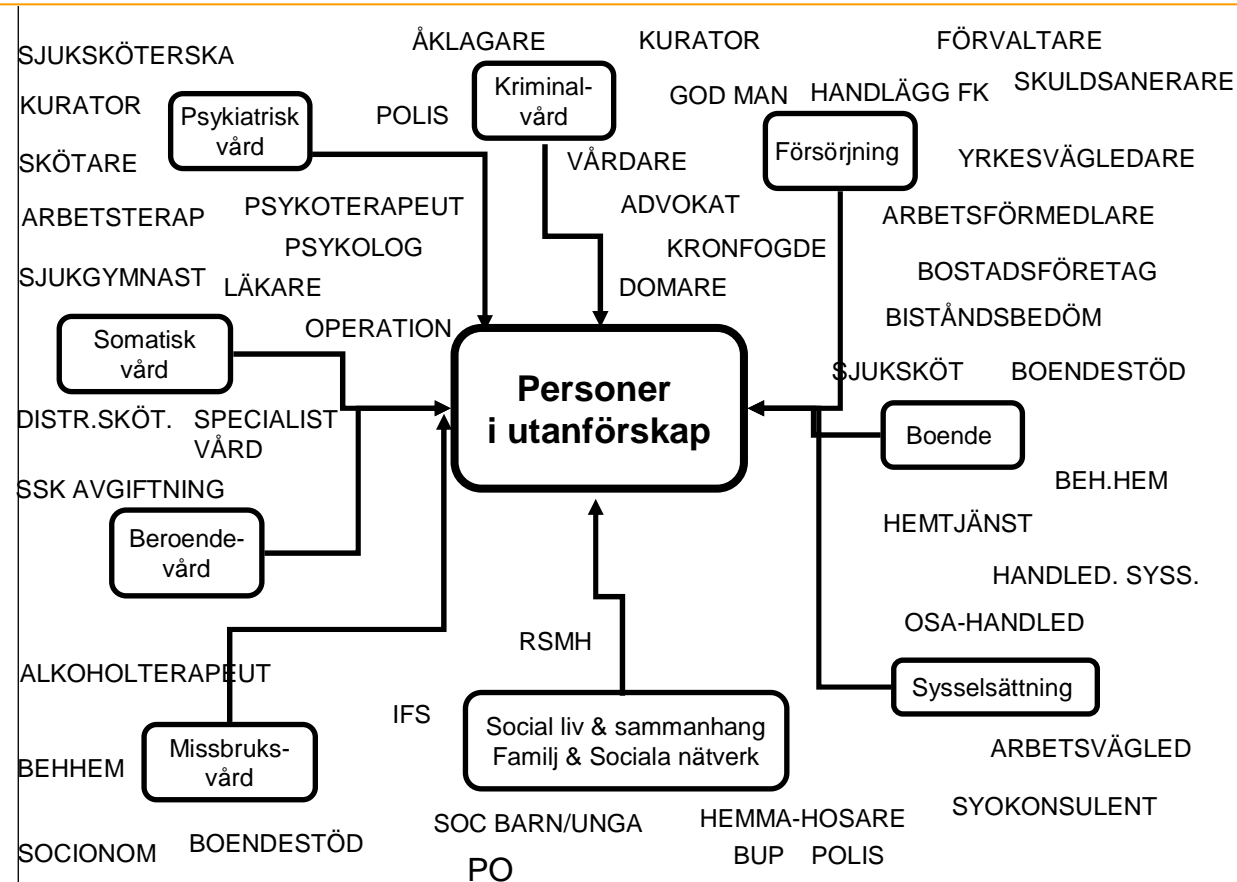 ÅKLAGARE
KURATOR
FÖRVALTARE
SJUKSKÖTERSKA
SKULDSANERARE
Kriminal-
vård
GOD MAN
HANDLÄGG FK
KURATOR
Psykiatrisk
vård
POLIS
Försörjning
SKÖTARE
VÅRDARE
YRKESVÄGLEDARE
ARBETSTERAP
PSYKOTERAPEUT
ADVOKAT
ARBETSFÖRMEDLARE
PSYKOLOG
KRONFOGDE
SJUKGYMNAST
LÄKARE
DOMARE
BOSTADSFÖRETAG
OPERATION
BISTÅNDSBEDÖM
Somatisk
vård
Personer
i utanförskap
SJUKSKÖT
BOENDESTÖD
DISTR.SKÖT.
SPECIALIST
VÅRD
Boende
SSK AVGIFTNING
BEH.HEM
HEMTJÄNST
Beroende-
vård
HANDLED. SYSS.
OSA-HANDLED
RSMH
ALKOHOLTERAPEUT
Sysselsättning
IFS
Social liv & sammanhang
Familj & Sociala nätverk
Missbruks-
vård
ARBETSVÄGLED
BEHHEM
SYOKONSULENT
SOC BARN/UNGA
HEMMA-HOSARE
BOENDESTÖD
SOCIONOM
PO
BUP
POLIS